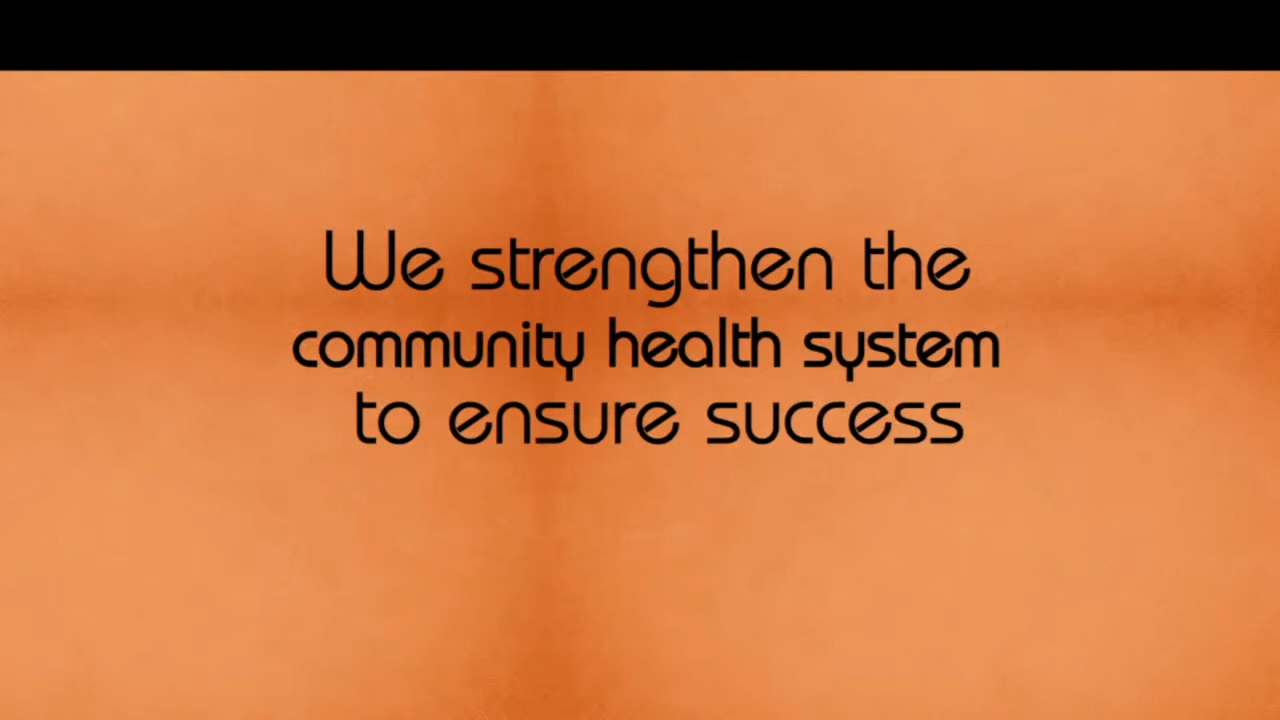 We strengthen the
community health system
to ensure success